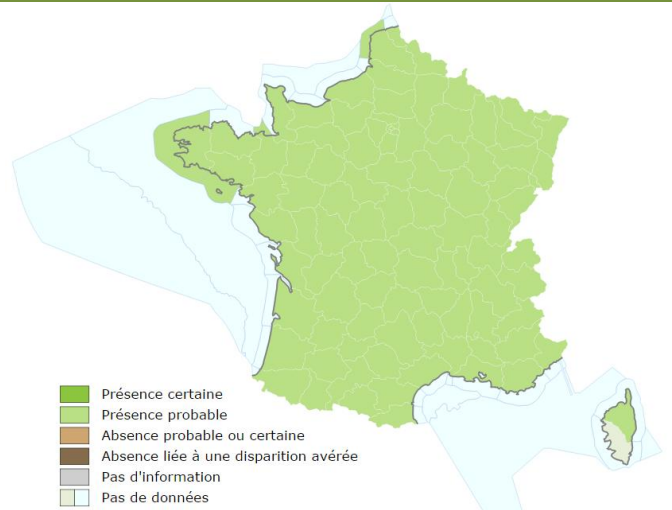 Présence certaine
Présence probable
Absence probable ou certaine
Absence liée à une disparition avérée
Pas d'information
Pas de données